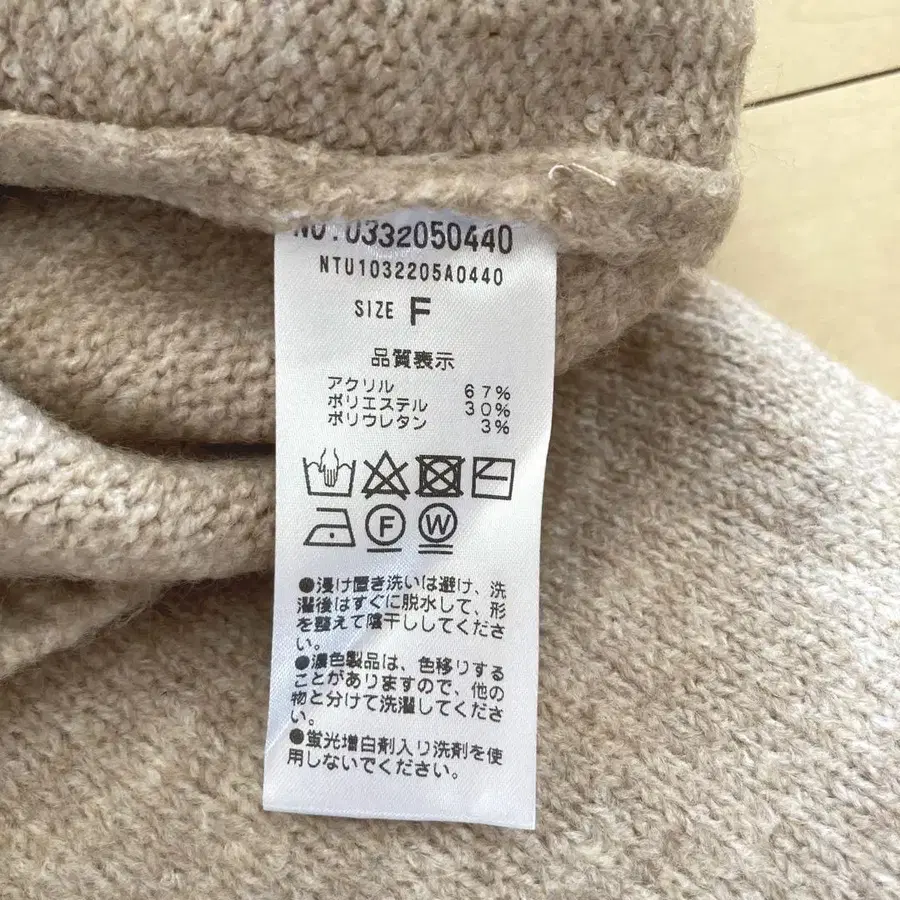 NO.0332050440
NTU1032205A0440
SIZE F
品質表示
アクリル 67%
ポリエステル 30%
ポリウレタン 3%
F W
●浸け置き洗いは避け、洗
濯後はすぐに脱水して、形
を整えて陰干ししてくださ
い。
●濃色製品は、色移りする
ことがありますので、他の
物と分けて洗濯してくださ
い。
●蛍光増白剤入り洗剤を使
用しないでください。